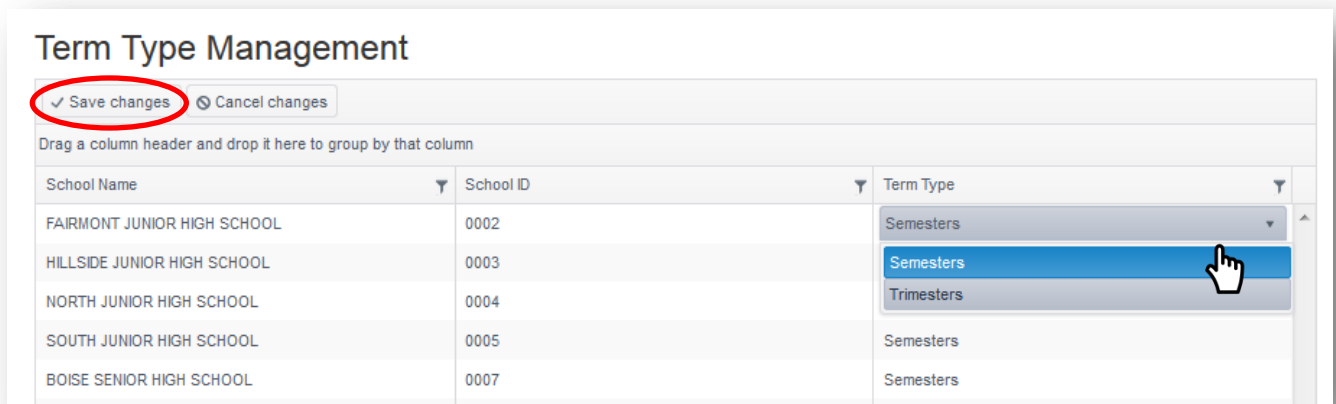 Term Type Management
Save changes Cancel changes
Drag a column header and drop it here to group by that column
School Name School ID Term Type
FAIRMONT JUNIOR HIGH SCHOOL 0002 Semesters
HILLSIDE JUNIOR HIGH SCHOOL 0003 Semesters
NORTH JUNIOR HIGH SCHOOL 0004 Trimesters
SOUTH JUNIOR HIGH SCHOOL 0005 Semesters
BOISE SENIOR HIGH SCHOOL 0007 Semesters